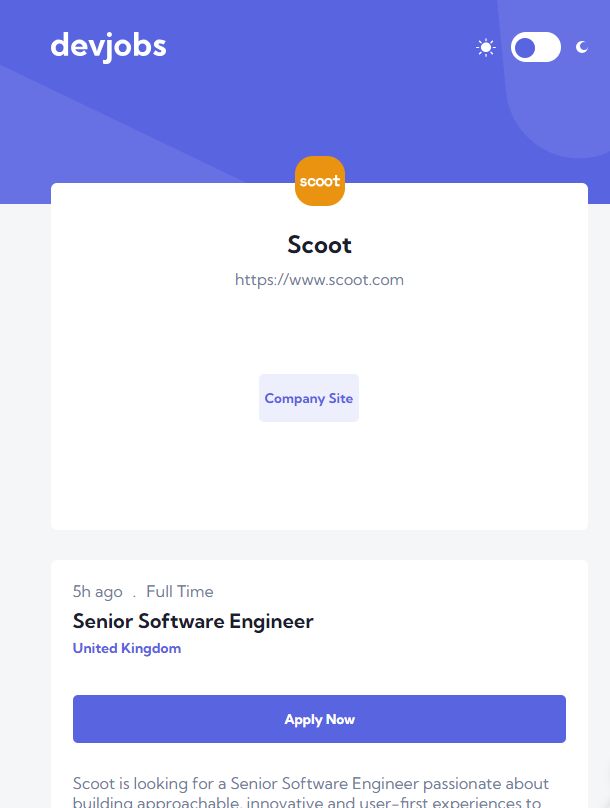 devjobs
scoot
Scoot
https://www.scoot.com
Company Site
5h ago . Full Time
Senior Software Engineer
United Kingdom
Apply Now
Scoot is looking for a Senior Software Engineer passionate about
building approachable, innovative and user-first experiences to